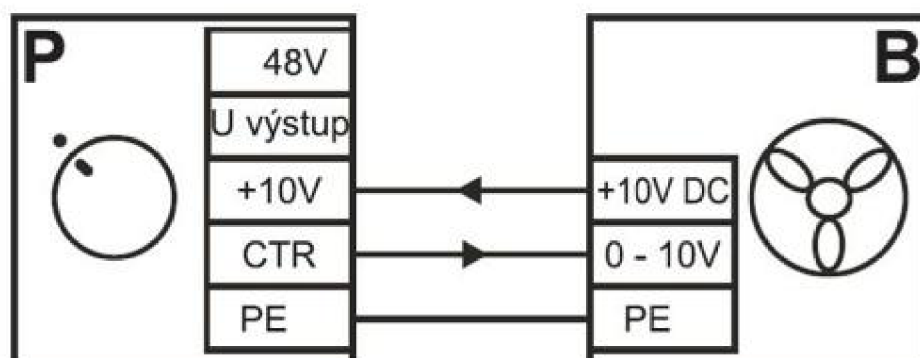 P
48V
U výstup
+10V
CTR
PE
B
+10V DC
0 - 10V
PE